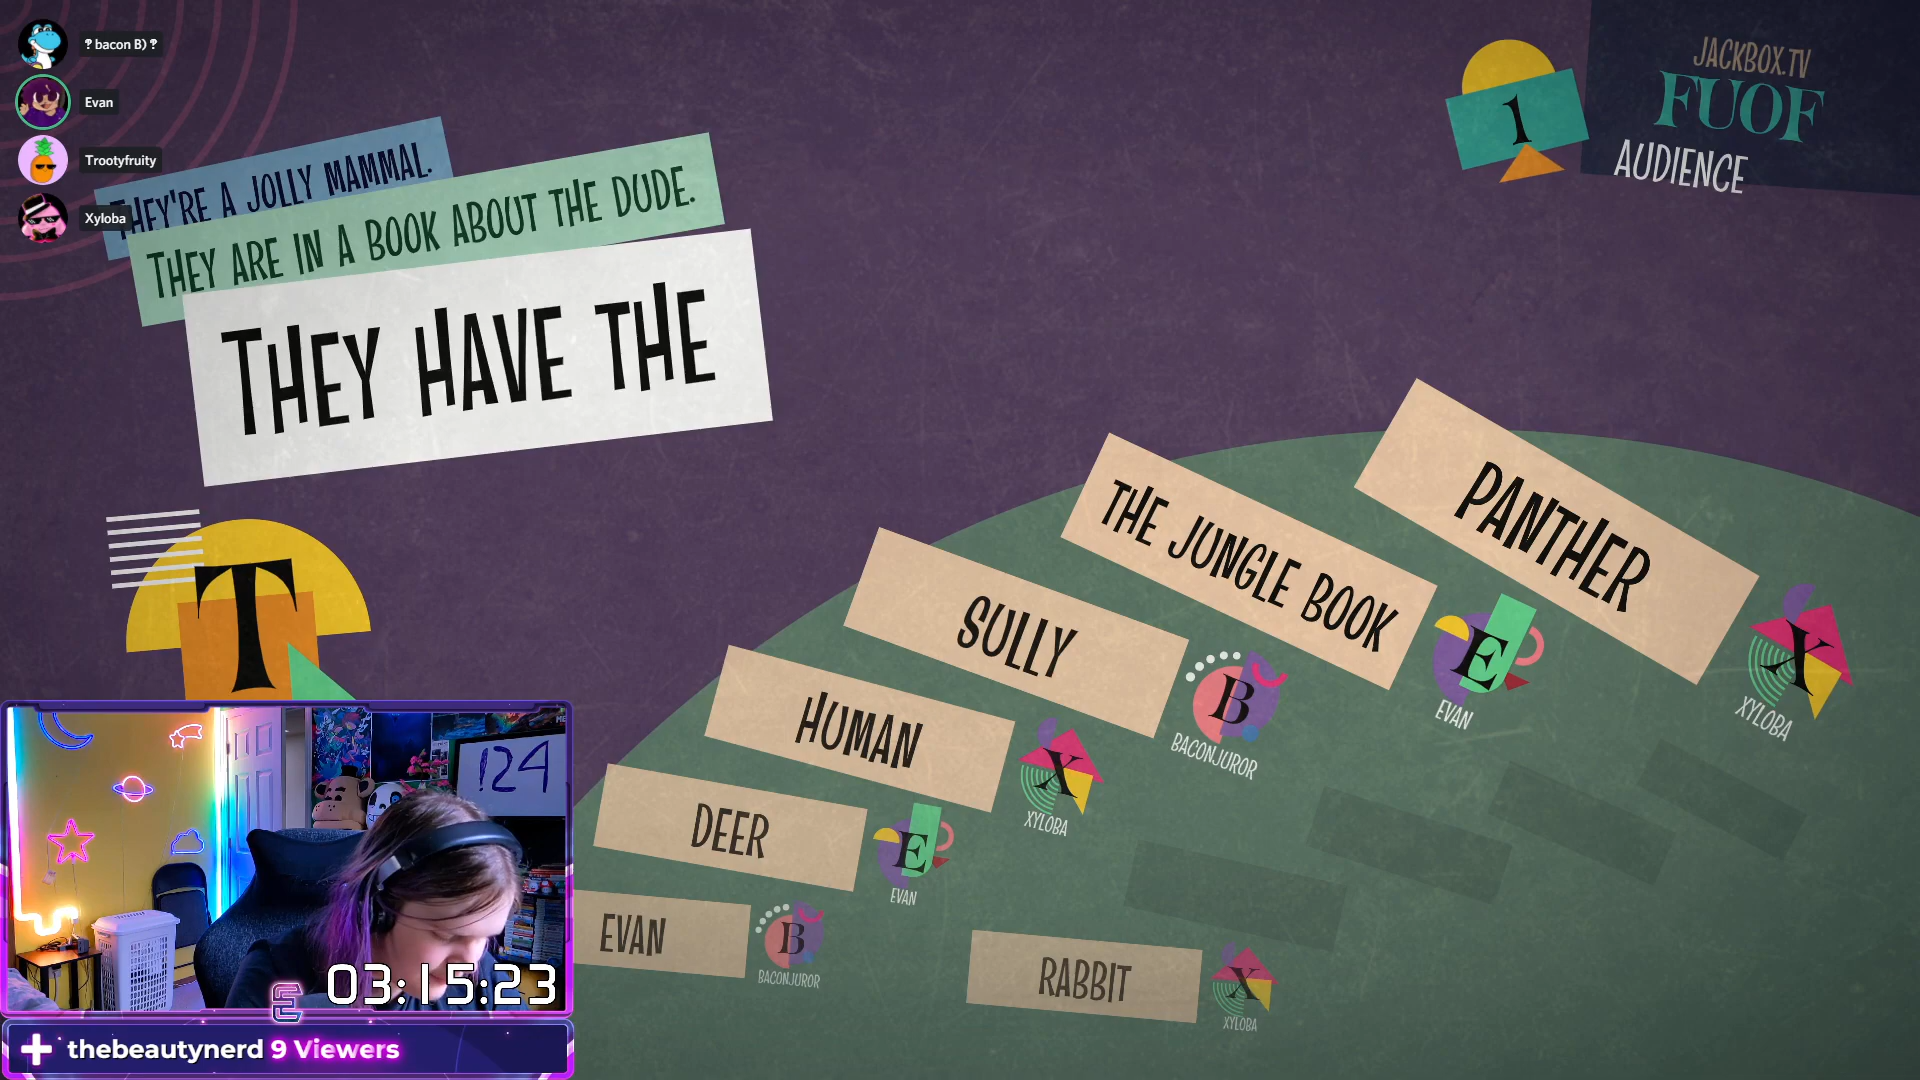 ? bacon B) ?
Evan
Trootyfruity
Xyloba
THEY'RE A JOLLY MAMMAL.
THEY ARE IN A BOOK ABOUT THE DUDE.
THEY HAVE THE
T
1
JACKBOX.TV
FUOF
AUDIENCE
PANTHER
X
XYLOBA
THE JUNGLE BOOK
E
EVAN
SULLY
B
BACONJUROR
HUMAN
X
XYLOBA
DEER
E
EVAN
EVAN
B
BACONJUROR
RABBIT
X
XYLOBA
!24
03:15:23
E
thebeautynerd 9 Viewers